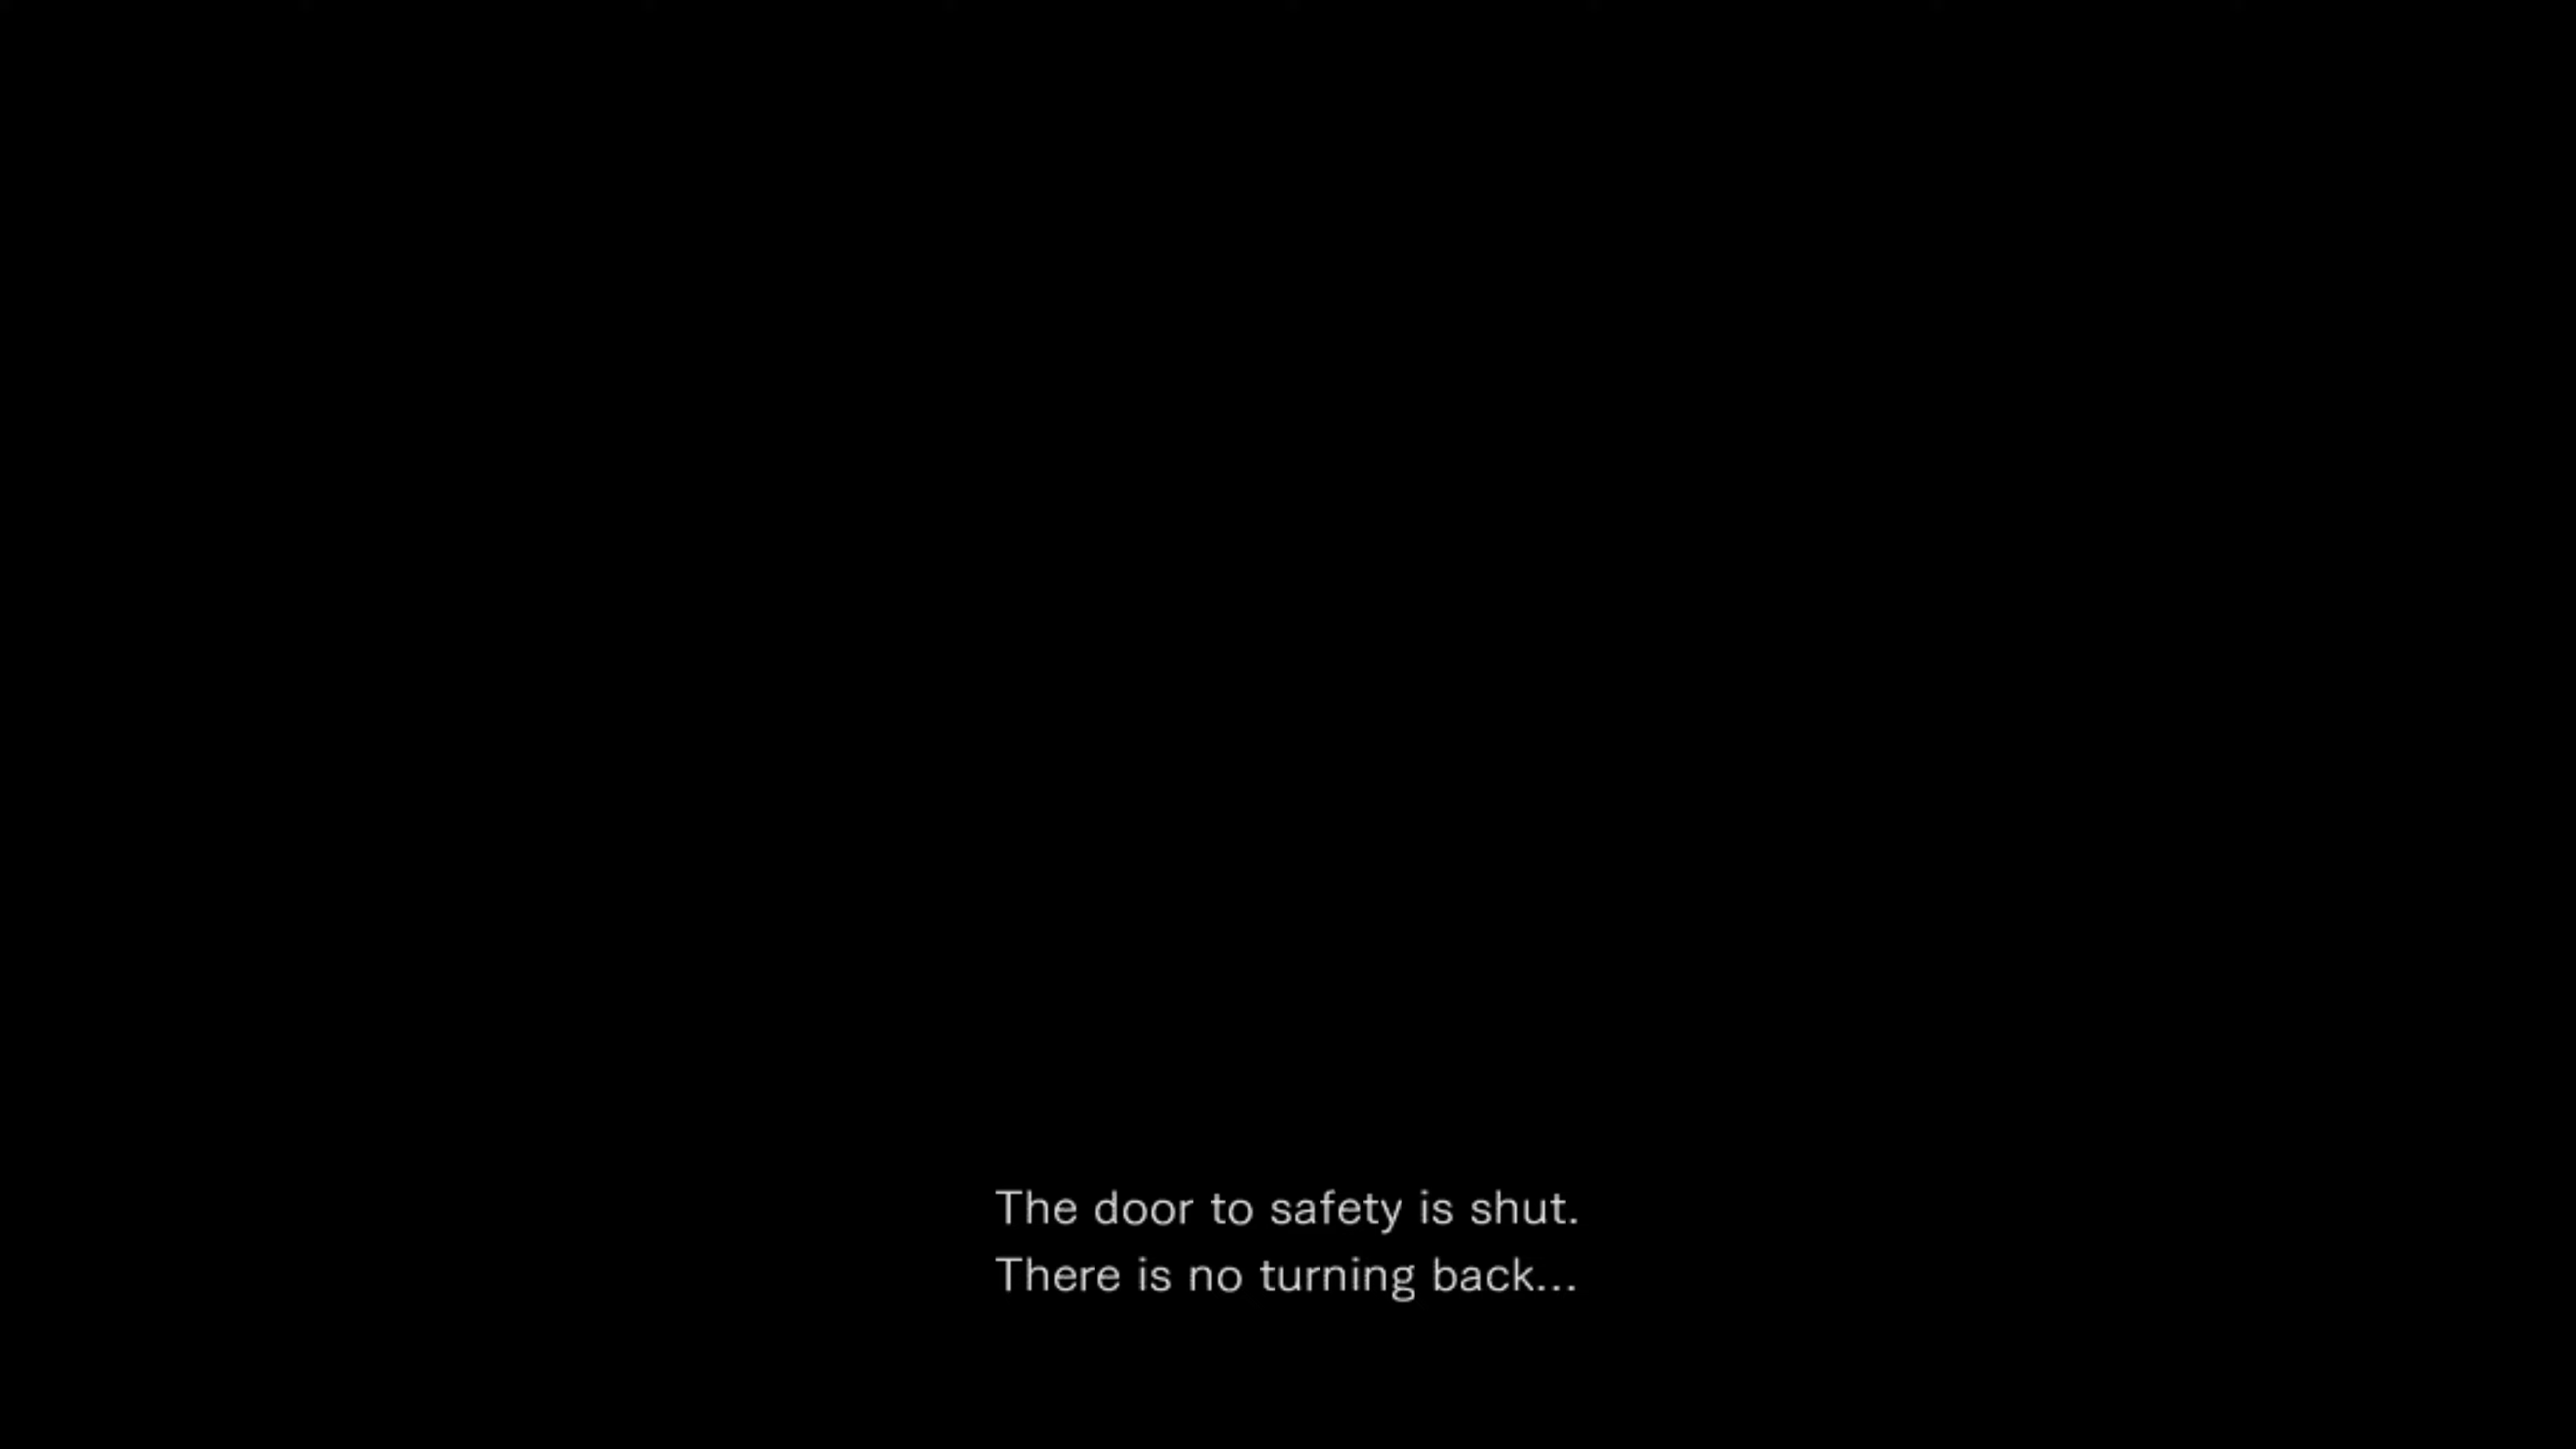 The door to safety is shut.
There is no turning back...